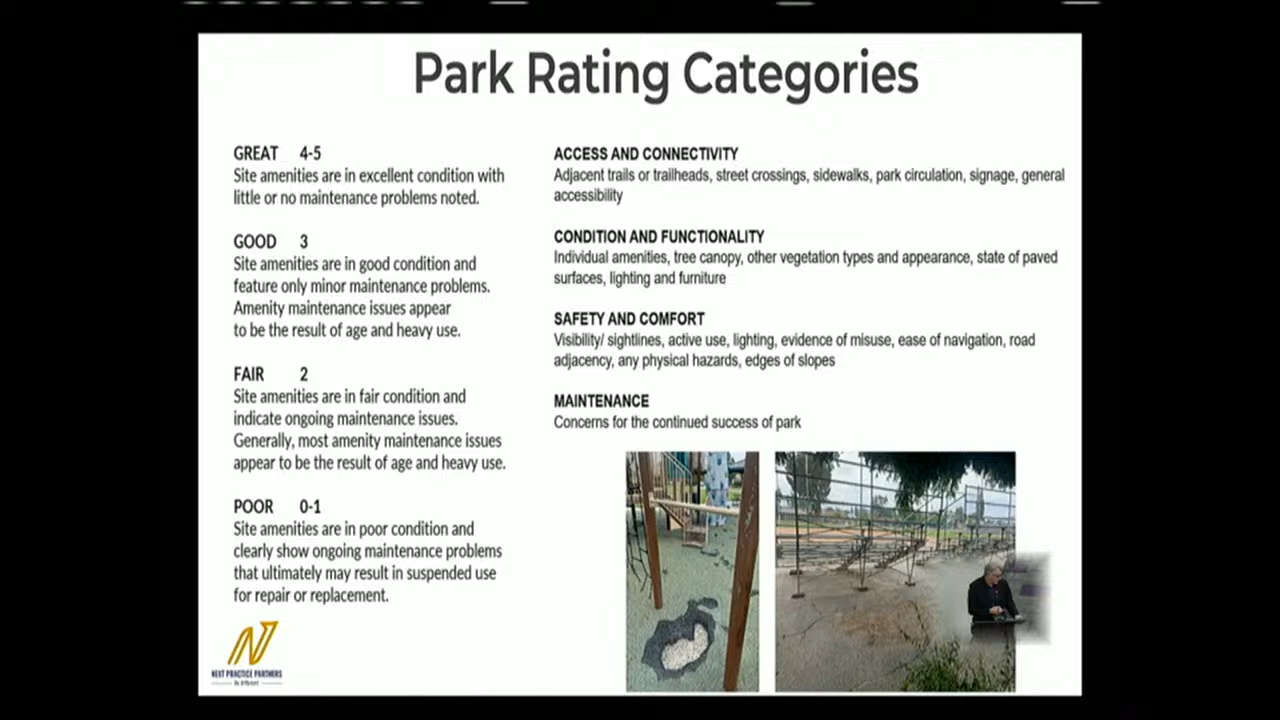 Park Rating Categories
GREAT 4-5
Site amenities are in excellent condition with
little or no maintenance problems noted.
GOOD 3
Site amenities are in good condition and
feature only minor maintenance problems.
Amenity maintenance issues appear
to be the result of age and heavy use.
FAIR 2
Site amenities are in fair condition and
indicate ongoing maintenance issues.
Generally, most amenity maintenance issues
appear to be the result of age and heavy use.
POOR 0-1
Site amenities are in poor condition and
clearly show ongoing maintenance problems
that ultimately may result in suspended use
for repair or replacement.
ACCESS AND CONNECTIVITY
Adjacent trails or trailheads, street crossings, sidewalks, park circulation, signage, general
accessibility
CONDITION AND FUNCTIONALITY
Individual amenities, tree canopy, other vegetation types and appearance, state of paved
surfaces, lighting and furniture
SAFETY AND COMFORT
Visibility/ sightlines, active use, lighting, evidence of misuse, ease of navigation, road
adjacency, any physical hazards, edges of slopes
MAINTENANCE
Concerns for the continued success of park
N
NEXT PRACTICE PARTNERS
Be Different